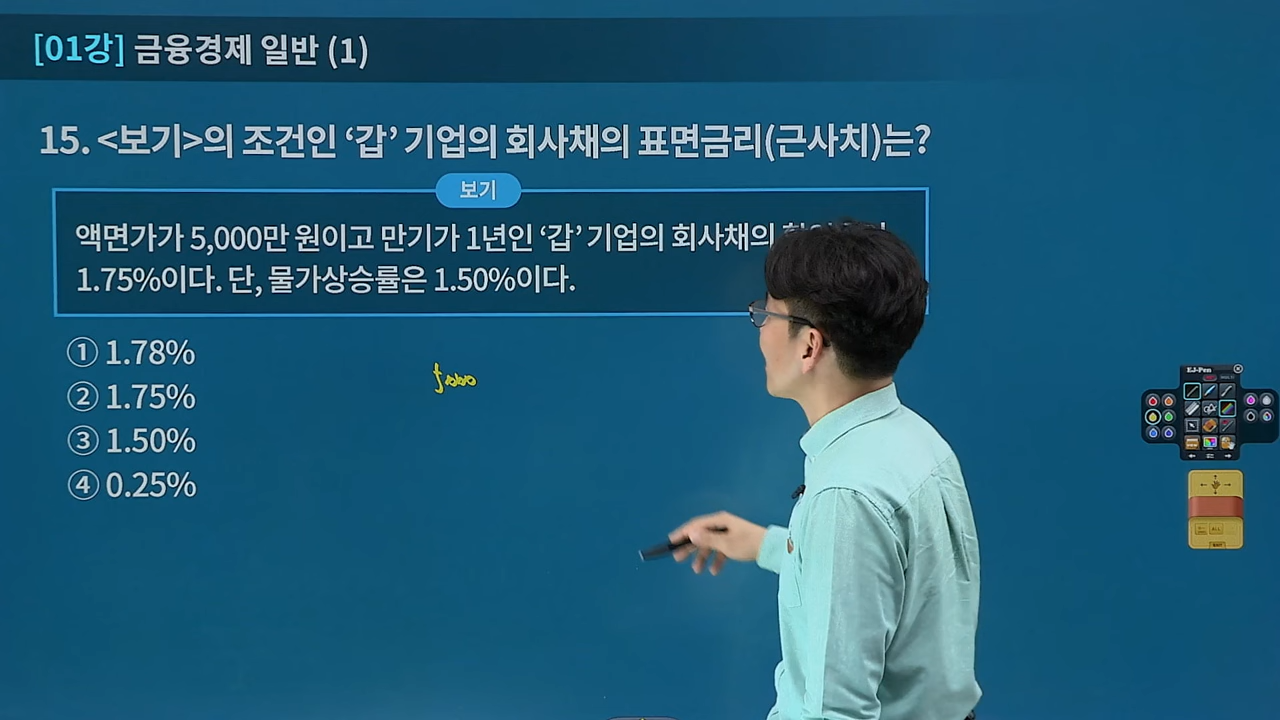 [01강] 금융경제 일반 (1)
15. <보기>의 조건인 ‘갑’ 기업의 회사채의 표면금리(근사치)는?
보기
액면가가 5,000만 원이고 만기가 1년인 ‘갑’ 기업의 회사채의
1.75%이다. 단, 물가상승률은 1.50%이다.
① 1.78%
② 1.75%
③ 1.50%
④ 0.25%
5000
EJ-Pen